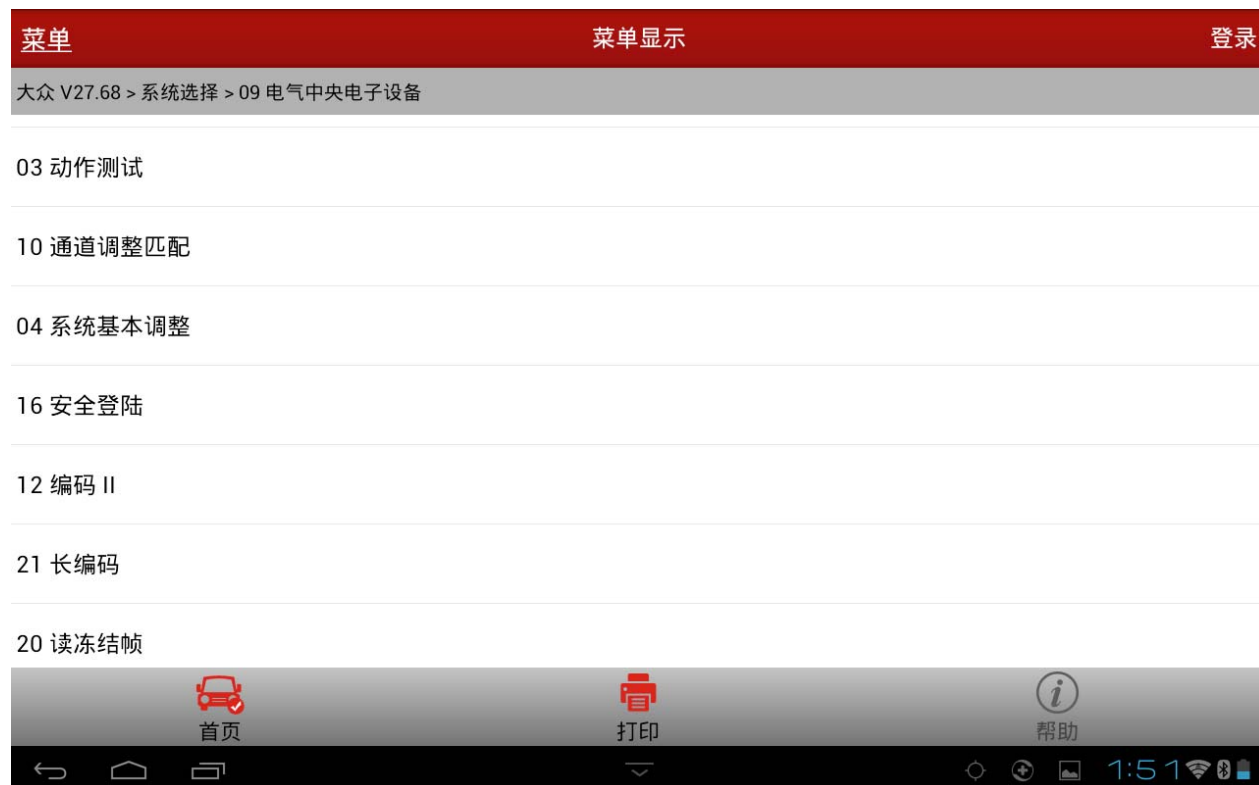 菜单 菜单显示 登录
大众 V27.68 > 系统选择 > 09 电气中央电子设备
03 动作测试
10 通道调整匹配
04 系统基本调整
16 安全登陆
12 编码 II
21 长编码
20 读冻结帧
首页 打印 帮助
1:51